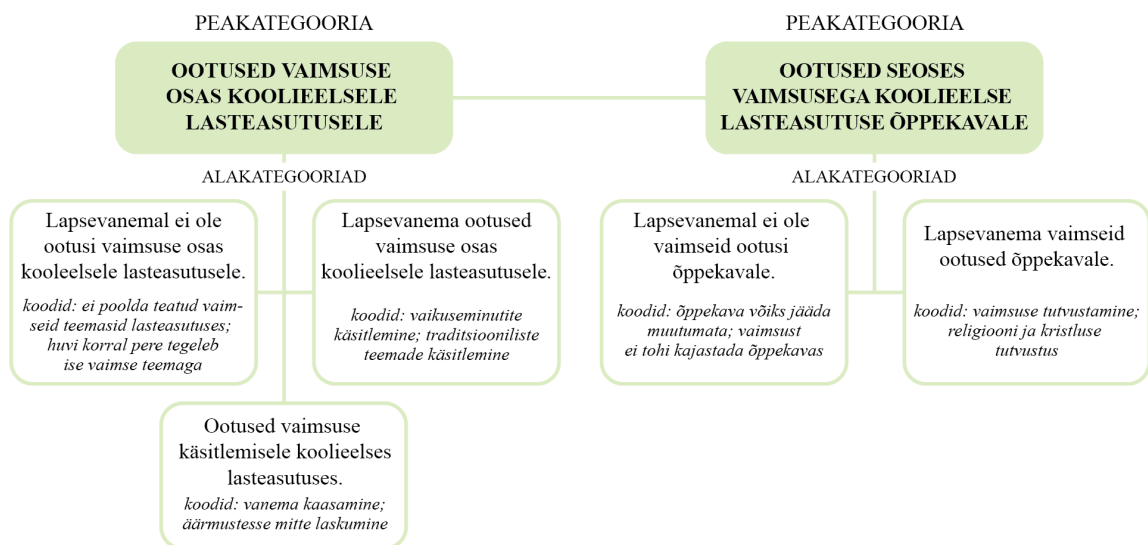 PEAKATEGOORIA
OOTUSED VAIMSUSE
OSAS KOOLIEELSELE
LASTEASUTUSELE
ALAKATEGOORIAD
Lapsevanemal ei ole
ootusi vaimsuse osas
kooleelsele lasteasutusele.
koodid: ei poolda teatud vaim-
seid teemasid lasteasutuses;
huvi korral pere tegeleb
ise vaimse teemaga
Lapsevanema ootused
vaimsuse osas
koolieelsele lasteasutusele.
koodid: vaikuseminutite
käsitlemine; traditsiooniliste
teemade käsitlemine
Ootused vaimsuse
käsitlemisele koolieelses
lasteasutuses.
koodid: vanema kaasamine;
äärmustesse mitte laskumine
PEAKATEGOORIA
OOTUSED SEOSES
VAIMSUSEGA KOOLIEELSE
LASTEASUTUSE ÕPPEKAVALE
ALAKATEGOORIAD
Lapsevanemal ei ole
vaimseid ootusi
õppekavale.
koodid: õppekava võiks jääda
muutumata; vaimsust
ei tohi kajastada õppekavas
Lapsevanema vaimseid
ootused õppekavale.
koodid: vaimsuse tutvustamine;
religiooni ja kristluse
tutvustus